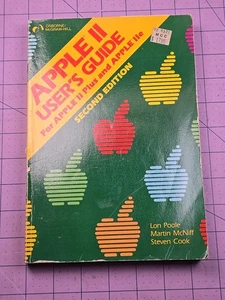 OSBORNE/
McGRAW-HILL
APPLE II
USER'S GUIDE
For APPLE II Plus and APPLE IIe
SECOND EDITION
Lon Poole
Martin McNiff
Steven Cook